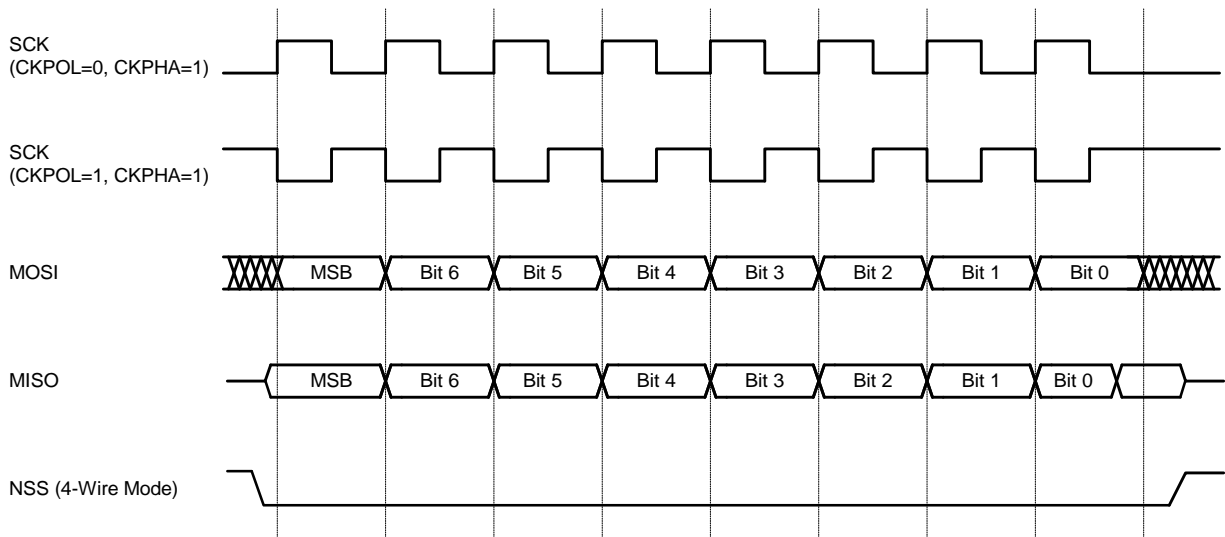 SCK
(CKPOL=0, CKPHA=1)
SCK
(CKPOL=1, CKPHA=1)
MOSI
MSB Bit 6 Bit 5 Bit 4 Bit 3 Bit 2 Bit 1 Bit 0
MISO
MSB Bit 6 Bit 5 Bit 4 Bit 3 Bit 2 Bit 1 Bit 0
NSS (4-Wire Mode)